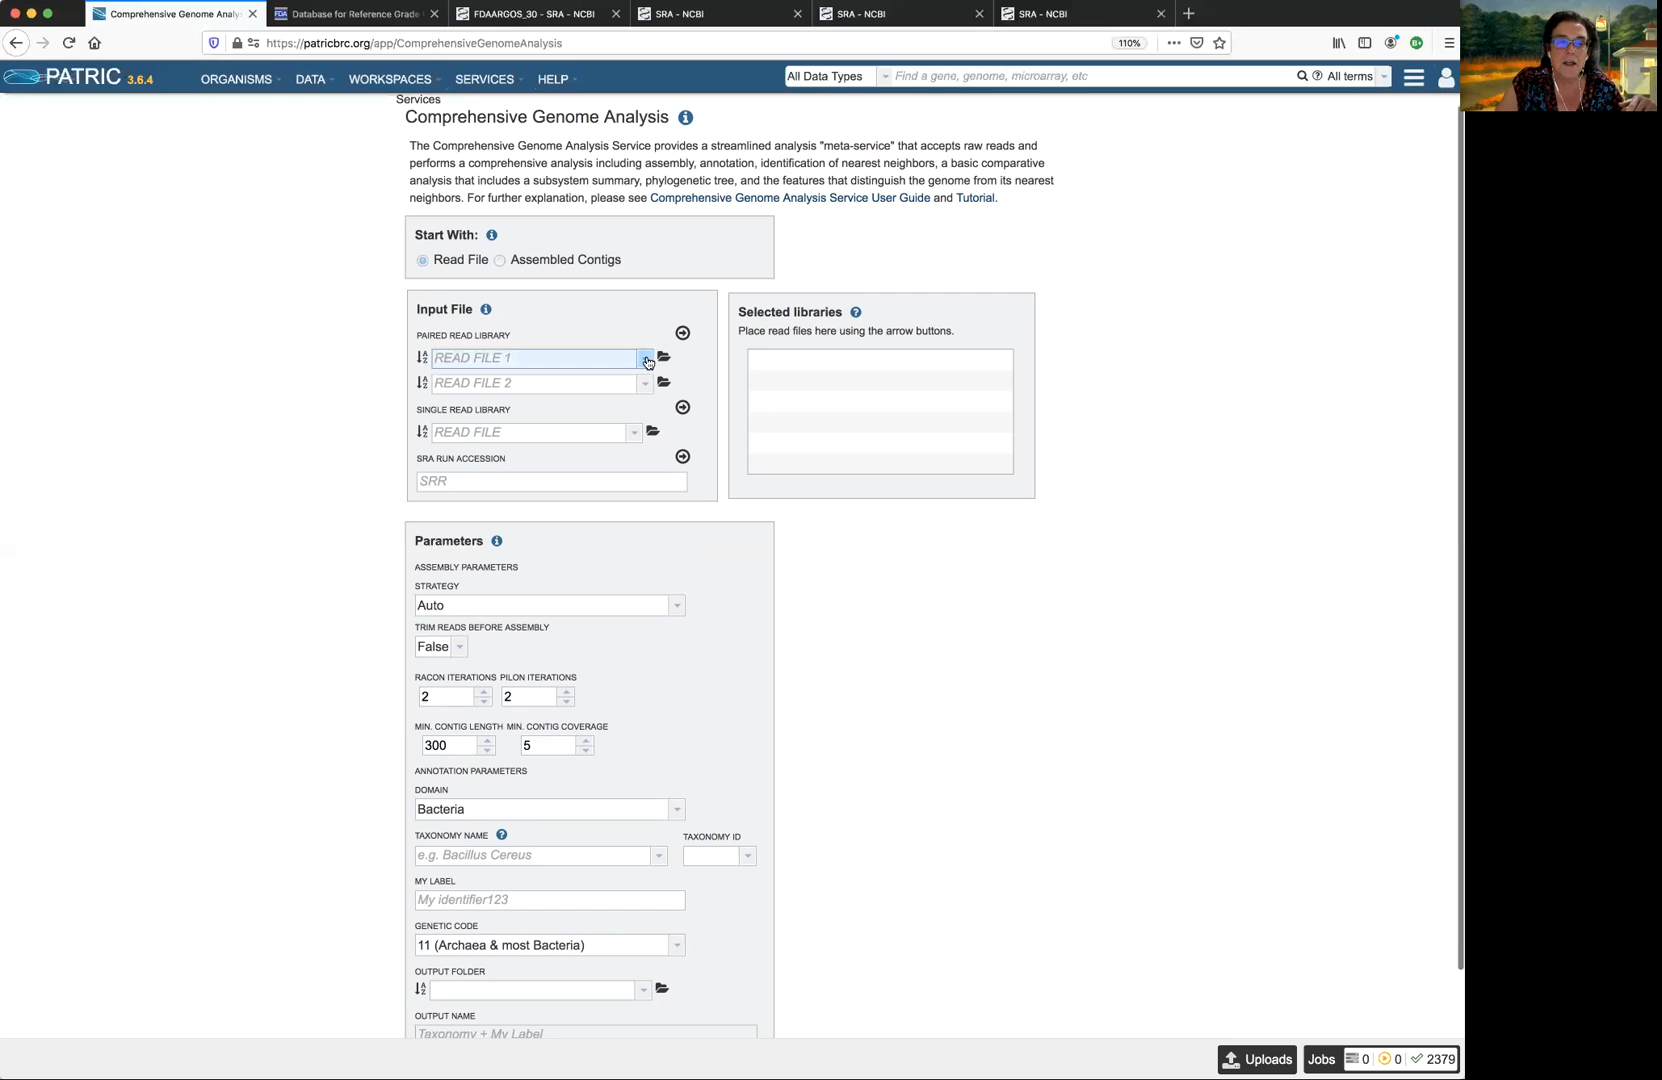 Comprehensive Genome Analys
Database for Reference Grade
FDAARGOS_30 - SRA - NCBI
SRA - NCBI
SRA - NCBI
SRA - NCBI
https://patricbrc.org/app/ComprehensiveGenomeAnalysis
110%
PATRIC 3.6.4
ORGANISMS
DATA
WORKSPACES
SERVICES
HELP
All Data Types
Find a gene, genome, microarray, etc
All terms
Services
Comprehensive Genome Analysis
The Comprehensive Genome Analysis Service provides a streamlined analysis "meta-service" that accepts raw reads and
performs a comprehensive analysis including assembly, annotation, identification of nearest neighbors, a basic comparative
analysis that includes a subsystem summary, phylogenetic tree, and the features that distinguish the genome from its nearest
neighbors. For further explanation, please see Comprehensive Genome Analysis Service User Guide and Tutorial.
Start With:
Read File
Assembled Contigs
Input File
PAIRED READ LIBRARY
READ FILE 1
READ FILE 2
SINGLE READ LIBRARY
READ FILE
SRA RUN ACCESSION
SRR
Selected libraries
Place read files here using the arrow buttons.
Parameters
ASSEMBLY PARAMETERS
STRATEGY
Auto
TRIM READS BEFORE ASSEMBLY
False
RACON ITERATIONS PILON ITERATIONS
2 2
MIN. CONTIG LENGTH MIN. CONTIG COVERAGE
300 5
ANNOTATION PARAMETERS
DOMAIN
Bacteria
TAXONOMY NAME TAXONOMY ID
e.g. Bacillus Cereus
MY LABEL
My identifier123
GENETIC CODE
11 (Archaea & most Bacteria)
OUTPUT FOLDER
OUTPUT NAME
Taxonomy + My Label
Uploads
Jobs 0 0 2379